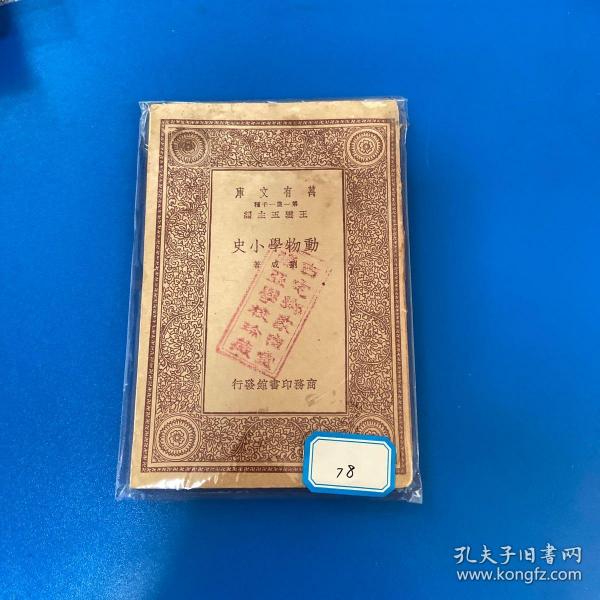 萬有文庫
第一集一千種
王雲五主編
動物學小史
劉咸著
商務印書館發行
78
孔夫子旧书网
www.kongfz.com